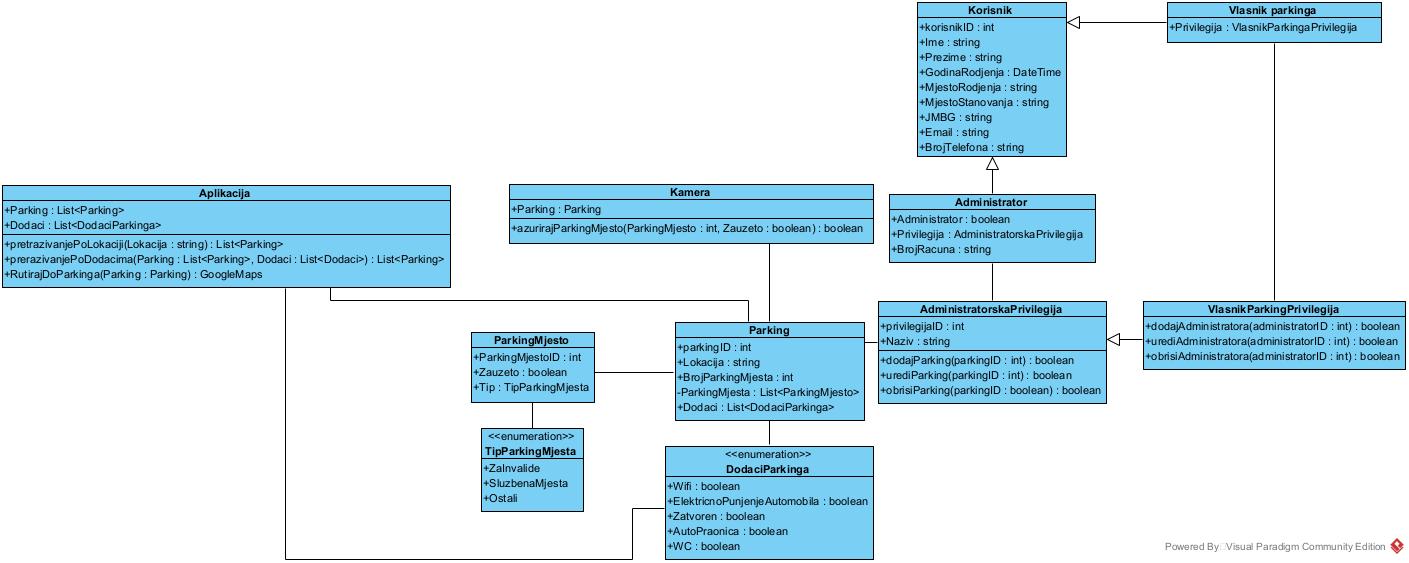 Korisnik
+korisnikID : int
+Ime : string
+Prezime : string
+GodinaRodjenja : DateTime
+MjestoRodjenja : string
+MjestoStanovanja : string
+JMBG : string
+Email : string
+BrojTelefona : string
Vlasnik parkinga
+Privilegija : VlasnikParkingaPrivilegija
Aplikacija
+Parking : List<Parking>
+Dodaci : List<DodaciParkinga>
+pretrazivanjePoLokaciji(Lokacija : string) : List<Parking>
+prerazivanjePoDodacima(Parking : List<Parking>, Dodaci : List<Dodaci>) : List<Parking>
+RutirajDoParkinga(Parking : Parking) : GoogleMaps
Kamera
+Parking : Parking
+azurirajParkingMjesto(ParkingMjesto : int, Zauzeto : boolean) : boolean
Administrator
+Administrator : boolean
+Privilegija : AdministratorskaPrivilegija
+BrojRacuna : string
ParkingMjesto
+ParkingMjestoID : int
+Zauzeto : boolean
+Tip : TipParkingMjesta
Parking
+parkingID : int
+Lokacija : string
+BrojParkingMjesta : int
-ParkingMjesta : List<ParkingMjesto>
+Dodaci : List<DodaciParkinga>
AdministratorskaPrivilegija
+privilegijaID : int
+Naziv : string
+dodajParking(parkingID : int) : boolean
+urediParking(parkingID : int) : boolean
+obrisiParking(parkingID : boolean) : boolean
VlasnikParkingPrivilegija
+dodajAdministratora(administratorID : int) : boolean
+urediAdministratora(administratorID : int) : boolean
+obrisiAdministratora(administratorID : int) : boolean
<<enumeration>>
TipParkingMjesta
+ZaInvalide
+SluzbenaMjesta
+Ostali
<<enumeration>>
DodaciParkinga
+Wifi : boolean
+ElektricnoPunjenjeAutomobila : boolean
+Zatvoren : boolean
+AutoPraonica : boolean
+WC : boolean
Powered By Visual Paradigm Community Edition